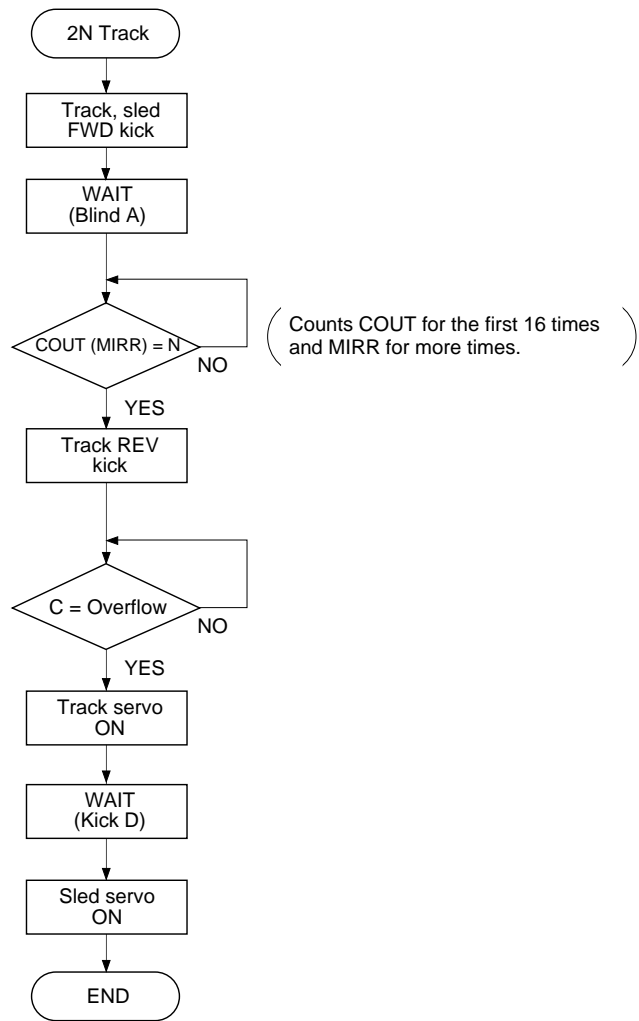 2N Track
Track, sled
FWD kick
WAIT
(Blind A)
COUT (MIRR) = N
NO
Counts COUT for the first 16 times
and MIRR for more times.
YES
Track REV
kick
C = Overflow
NO
YES
Track servo
ON
WAIT
(Kick D)
Sled servo
ON
END